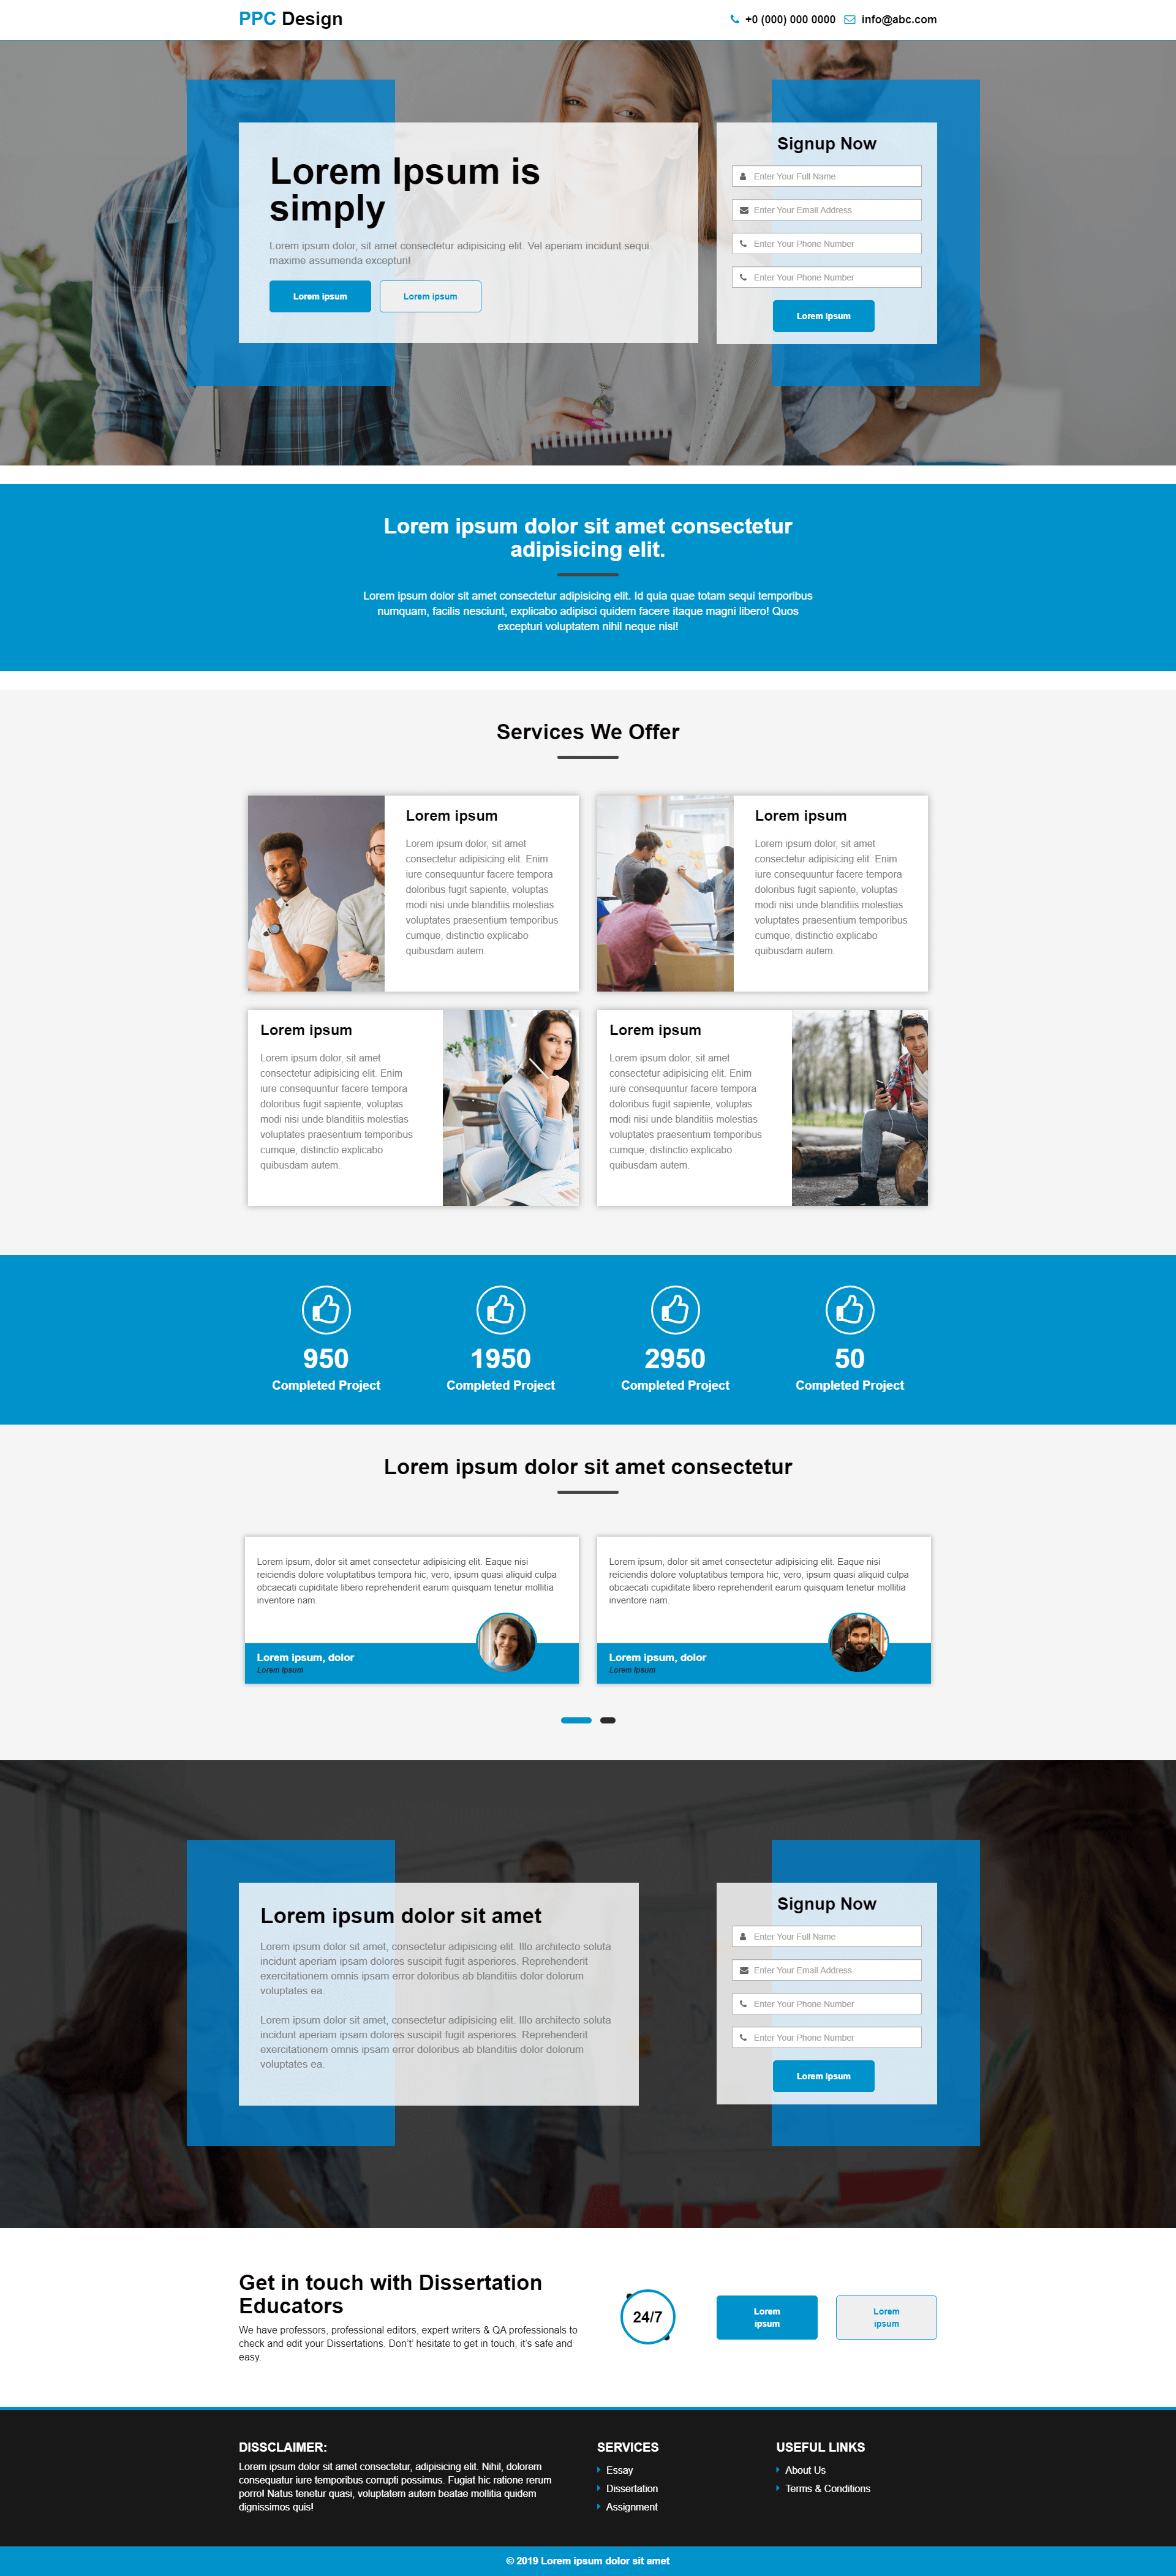 PPC Design
+0 (000) 000 0000
info@abc.com
Lorem Ipsum is
simply
Lorem ipsum dolor, sit amet consectetur adipisicing elit. Vel aperiam incidunt sequi
maxime assumenda excepturi!
Lorem ipsum
Lorem ipsum
Signup Now
Enter Your Full Name
Enter Your Email Address
Enter Your Phone Number
Enter Your Phone Number
Lorem Ipsum
Lorem ipsum dolor sit amet consectetur
adipisicing elit.
Lorem ipsum dolor sit amet consectetur adipisicing elit. Id quia quae totam sequi temporibus
numquam, facilis nesciunt, explicabo adipisci quidem facere itaque magni libero! Quos
excepturi voluptatem nihil neque nisi!
Services We Offer
Lorem ipsum
Lorem ipsum dolor, sit amet
consectetur adipisicing elit. Enim
iure consequuntur facere tempora
doloribus fugit sapiente, voluptas
modi nisi unde blanditiis molestias
voluptates praesentium temporibus
cumque, distinctio explicabo
quibusdam autem.
Lorem ipsum
Lorem ipsum dolor, sit amet
consectetur adipisicing elit. Enim
iure consequuntur facere tempora
doloribus fugit sapiente, voluptas
modi nisi unde blanditiis molestias
voluptates praesentium temporibus
cumque, distinctio explicabo
quibusdam autem.
Lorem ipsum
Lorem ipsum dolor, sit amet
consectetur adipisicing elit. Enim
iure consequuntur facere tempora
doloribus fugit sapiente, voluptas
modi nisi unde blanditiis molestias
voluptates praesentium temporibus
cumque, distinctio explicabo
quibusdam autem.
Lorem ipsum
Lorem ipsum dolor, sit amet
consectetur adipisicing elit. Enim
iure consequuntur facere tempora
doloribus fugit sapiente, voluptas
modi nisi unde blanditiis molestias
voluptates praesentium temporibus
cumque, distinctio explicabo
quibusdam autem.
950
Completed Project
1950
Completed Project
2950
Completed Project
50
Completed Project
Lorem ipsum dolor sit amet consectetur
Lorem ipsum, dolor sit amet consectetur adipisicing elit. Eaque nisi
reiciendis dolore voluptatibus tempora hic, vero, ipsum quasi aliquid culpa
obcaecati cupiditate libero reprehenderit earum quisquam tenetur mollitia
inventore nam.
Lorem ipsum, dolor
Lorem Ipsum
Lorem ipsum, dolor sit amet consectetur adipisicing elit. Eaque nisi
reiciendis dolore voluptatibus tempora hic, vero, ipsum quasi aliquid culpa
obcaecati cupiditate libero reprehenderit earum quisquam tenetur mollitia
inventore nam.
Lorem ipsum, dolor
Lorem Ipsum
Lorem ipsum dolor sit amet
Lorem ipsum dolor sit amet, consectetur adipisicing elit. Illo architecto soluta
incidunt aperiam ipsam dolores suscipit fugit asperiores. Reprehenderit
exercitationem omnis ipsam error doloribus ab blanditiis dolor dolorum
voluptates ea.
Lorem ipsum dolor sit amet, consectetur adipisicing elit. Illo architecto soluta
incidunt aperiam ipsam dolores suscipit fugit asperiores. Reprehenderit
exercitationem omnis ipsam error doloribus ab blanditiis dolor dolorum
voluptates ea.
Signup Now
Enter Your Full Name
Enter Your Email Address
Enter Your Phone Number
Enter Your Phone Number
Lorem Ipsum
Get in touch with Dissertation
Educators
We have professors, professional editors, expert writers & QA professionals to
check and edit your Dissertations. Don't' hesitate to get in touch, it's safe and
easy.
24/7
Lorem
ipsum
Lorem
ipsum
DISSCLAIMER:
Lorem ipsum dolor sit amet consectetur, adipisicing elit. Nihil, dolorem
consequatur iure temporibus corrupti possimus. Fugiat hic ratione rerum
porro! Natus tenetur quasi, voluptatem autem beatae mollitia quidem
dignissimos quis!
SERVICES
Essay
Dissertation
Assignment
USEFUL LINKS
About Us
Terms & Conditions
© 2019 Lorem ipsum dolor sit amet